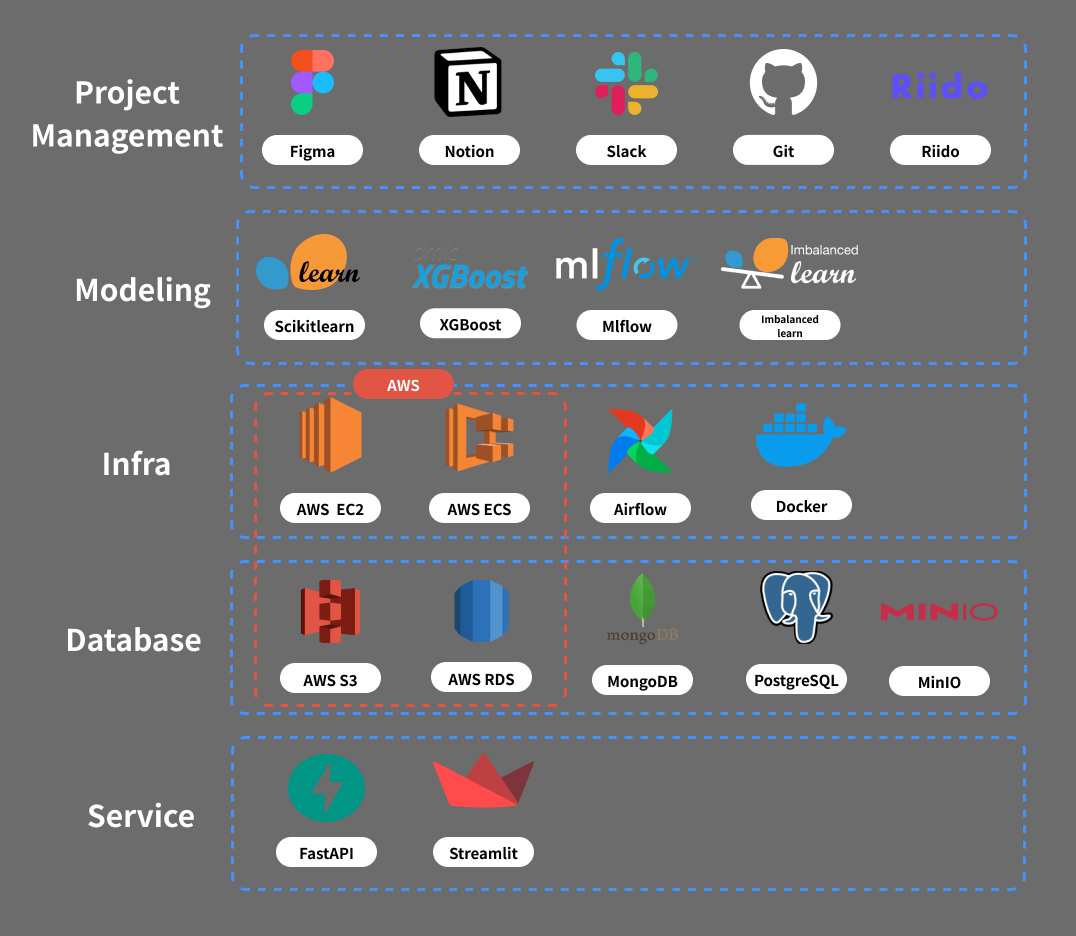 Project
Management
N
Riido
Figma
Notion
Slack
Git
Riido
Modeling
learn
dmlc
XGBoost
mlflow
Imbalanced
learn
Scikitlearn
XGBoost
Mlflow
Imbalanced
learn
AWS
Infra
AWS EC2
AWS ECS
Airflow
Docker
Database
mongoDB
MINIO
AWS S3
AWS RDS
MongoDB
PostgreSQL
MinIO
Service
FastAPI
Streamlit